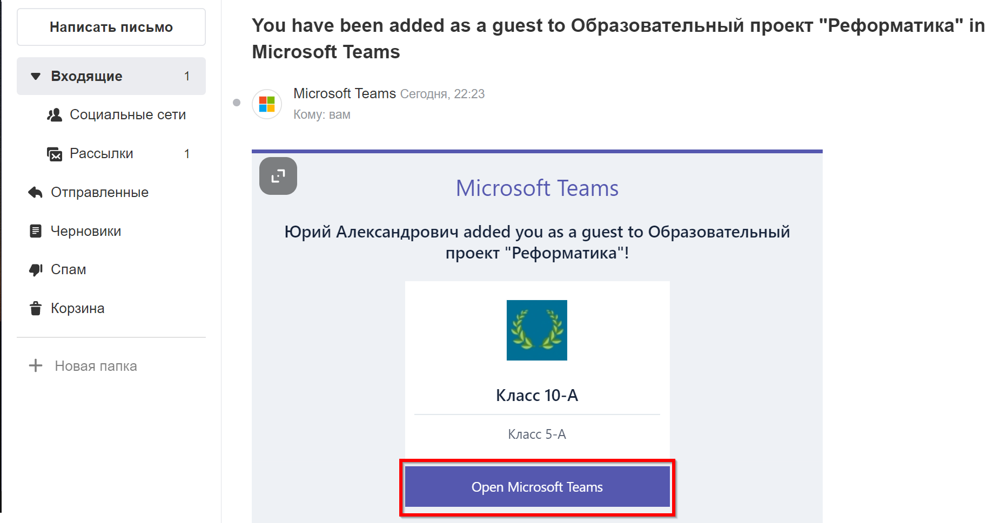 Написать письмо
Входящие 1
Социальные сети
Рассылки 1
Отправленные
Черновики
Спам
Корзина
Новая папка
You have been added as a guest to Образовательный проект "Реформатика" in
Microsoft Teams
Microsoft Teams Сегодня, 22:23
Кому: вам
Microsoft Teams
Юрий Александрович added you as a guest to Образовательный
проект "Реформатика"!
Класс 10-А
Класс 5-А
Open Microsoft Teams